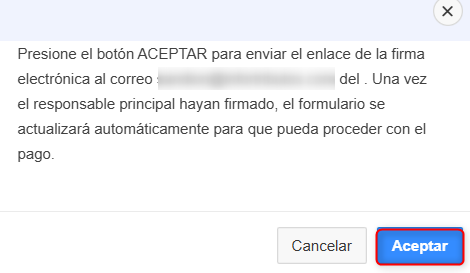 Presione el botón ACEPTAR para enviar el enlace de la firma
electrónica al correo del . Una vez
el responsable principal hayan firmado, el formulario se
actualizará automáticamente para que pueda proceder con el
pago.
Cancelar
Aceptar